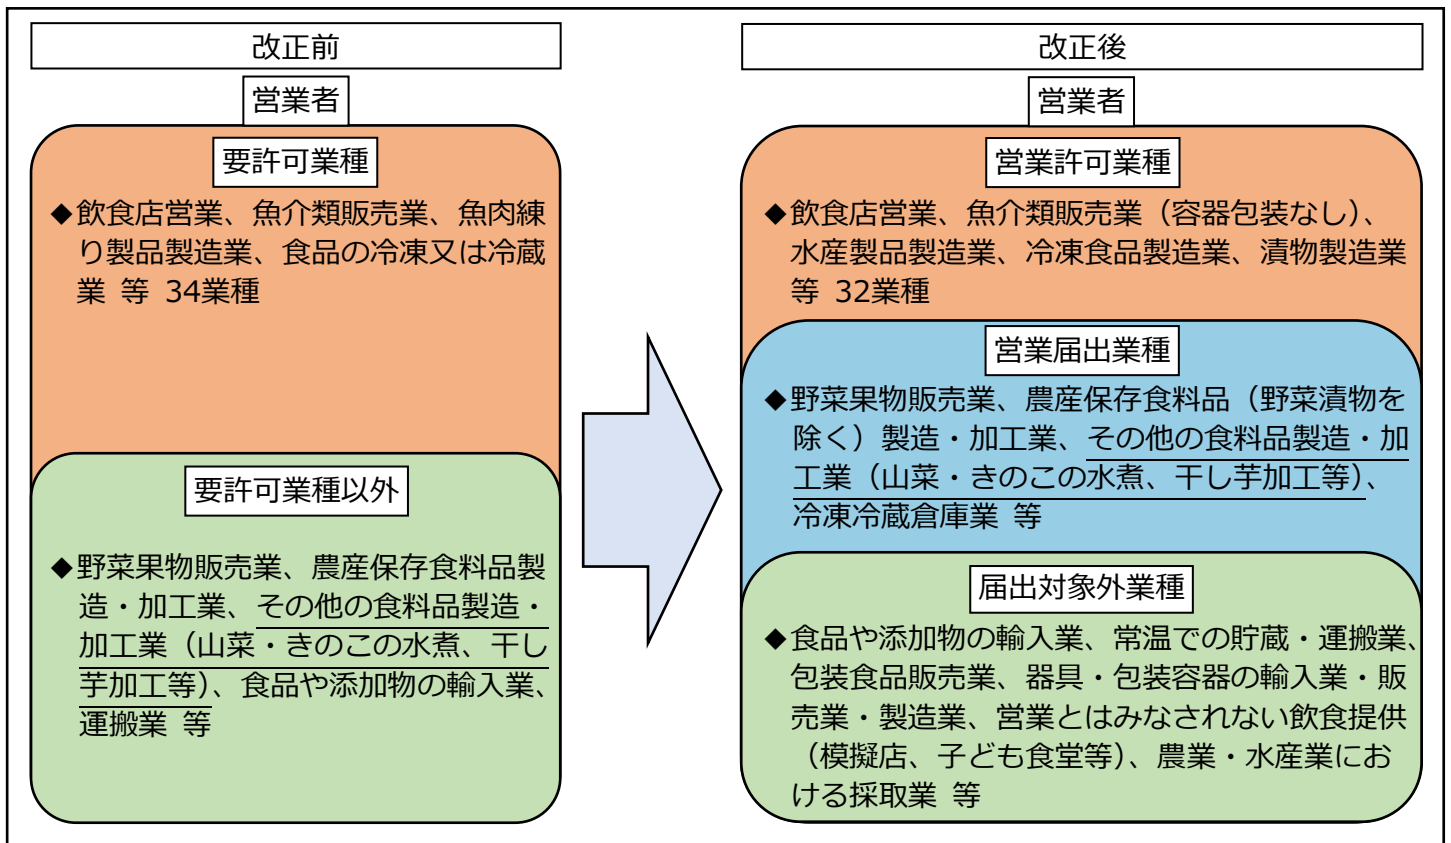 改正前
営業者
要許可業種
◆飲食店営業、魚介類販売業、魚肉練
り製品製造業、食品の冷凍又は冷蔵
業 等 34業種
要許可業種以外
◆野菜果物販売業、農産保存食料品製
造・加工業、その他の食料品製造・
加工業（山菜・きのこの水煮、干し
芋加工等）、食品や添加物の輸入業、
運搬業 等
改正後
営業者
営業許可業種
◆飲食店営業、魚介類販売業（容器包装なし）、
水産製品製造業、冷凍食品製造業、漬物製造業
等 32業種
営業届出業種
◆野菜果物販売業、農産保存食料品（野菜漬物を
除く）製造・加工業、その他の食料品製造・加
工業（山菜・きのこの水煮、干し芋加工等）、
冷凍冷蔵倉庫業 等
届出対象外業種
◆食品や添加物の輸入業、常温での貯蔵・運搬業、
包装食品販売業、器具・包装容器の輸入業・販
売業・製造業、営業とはみなされない飲食提供
（模擬店、子ども食堂等）、農業・水産業にお
ける採取業 等